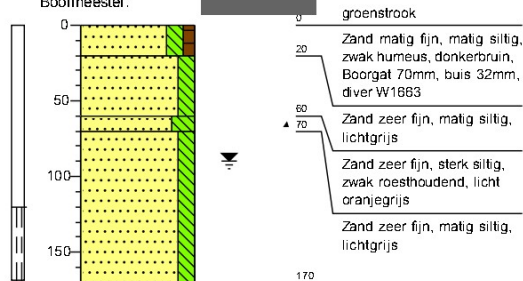 Boormeester:
groenstrook
0
0
Zand matig fijn, matig siltig,
zwak humeus, donkerbruin,
Boorgat 70mm, buis 32mm,
diver W1663
20
50
60
Zand zeer fijn, matig siltig,
lichtgrijs
70
Zand zeer fijn, sterk siltig,
zwak roesthoudend, licht
oranjegrijs
100
Zand zeer fijn, matig siltig,
lichtgrijs
150
170